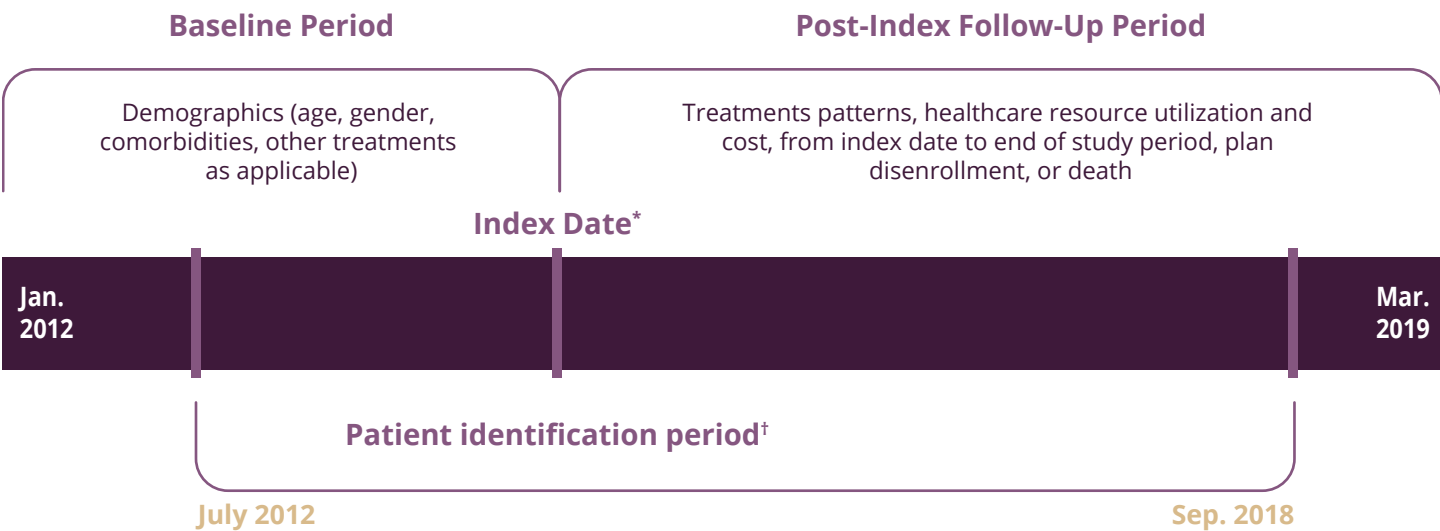 Baseline Period
Post-Index Follow-Up Period
Demographics (age, gender,
comorbidities, other treatments
as applicable)
Treatments patterns, healthcare resource utilization and
cost, from index date to end of study period, plan
disenrollment, or death
Index Date*
Jan.
2012
Mar.
2019
Patient identification period†
July 2012
Sep. 2018